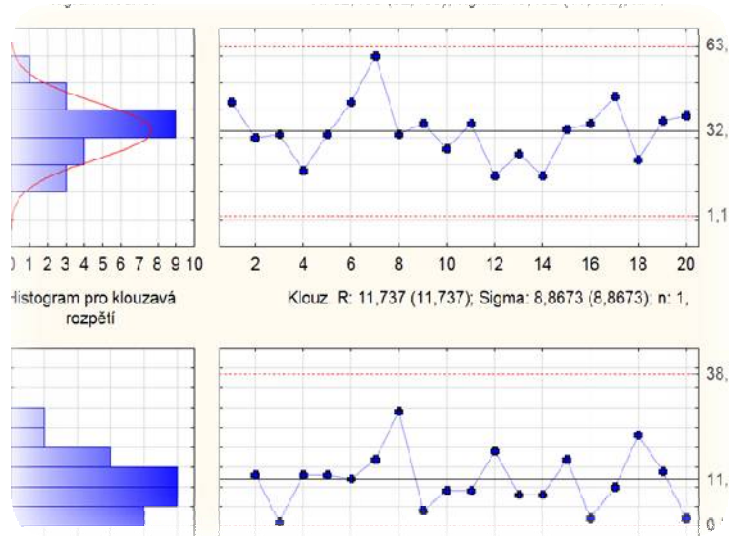 63,
32,
1,1
0 1 2 3 4 5 6 7 8 9 10
2 4 6 8 10 12 14 16 18 20
Histogram pro klouzavá
rozpětí
Klouz. R: 11,737 (11,737); Sigma: 8,8673 (8,8673); n: 1,
38,
11,
0,